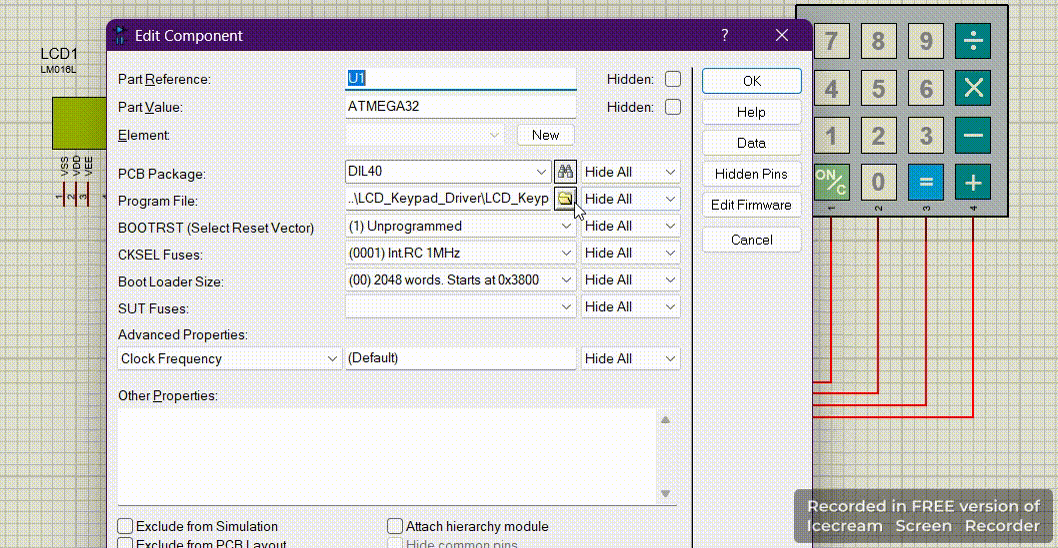 LCD1
LM016L
VSS
VDD
VEE
1
2
3
Edit Component
?
Part Reference:
U1
Hidden:
Part Value:
ATMEGA32
Hidden:
Element:
New
PCB Package:
DIL40
Hide All
Program File:
..\LCD_Keypad_Driver\LCD_Keyp
Hide All
BOOTRST (Select Reset Vector)
(1) Unprogrammed
Hide All
CKSEL Fuses:
(0001) Int.RC 1MHz
Hide All
Boot Loader Size:
(00) 2048 words. Starts at 0x3800
Hide All
SUT Fuses:
Hide All
Advanced Properties:
Clock Frequency
(Default)
Hide All
Other Properties:
Exclude from Simulation
Attach hierarchy module
Exclude from PCB Layout
Hide common pins
OK
Help
Data
Hidden Pins
Edit Firmware
Cancel
7 8 9 ÷
4 5 6 ×
1 2 3 −
ON/C 0 = +
1 2 3 4
Recorded in FREE version of
Icecream Screen Recorder